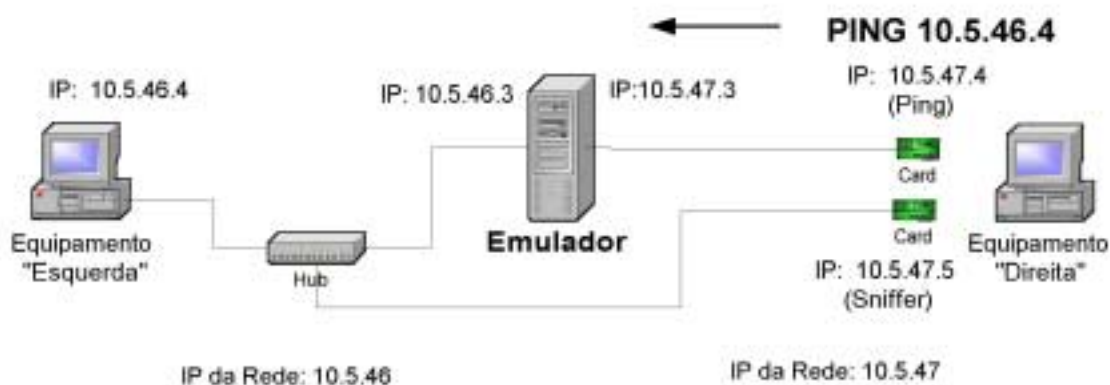 PING 10.5.46.4
IP: 10.5.46.4
IP: 10.5.46.3
IP:10.5.47.3
IP: 10.5.47.4
(Ping)
Card
Card
Equipamento
"Esquerda"
Hub
Emulador
IP: 10.5.47.5
(Sniffer)
Equipamento
"Direita"
IP da Rede: 10.5.46
IP da Rede: 10.5.47